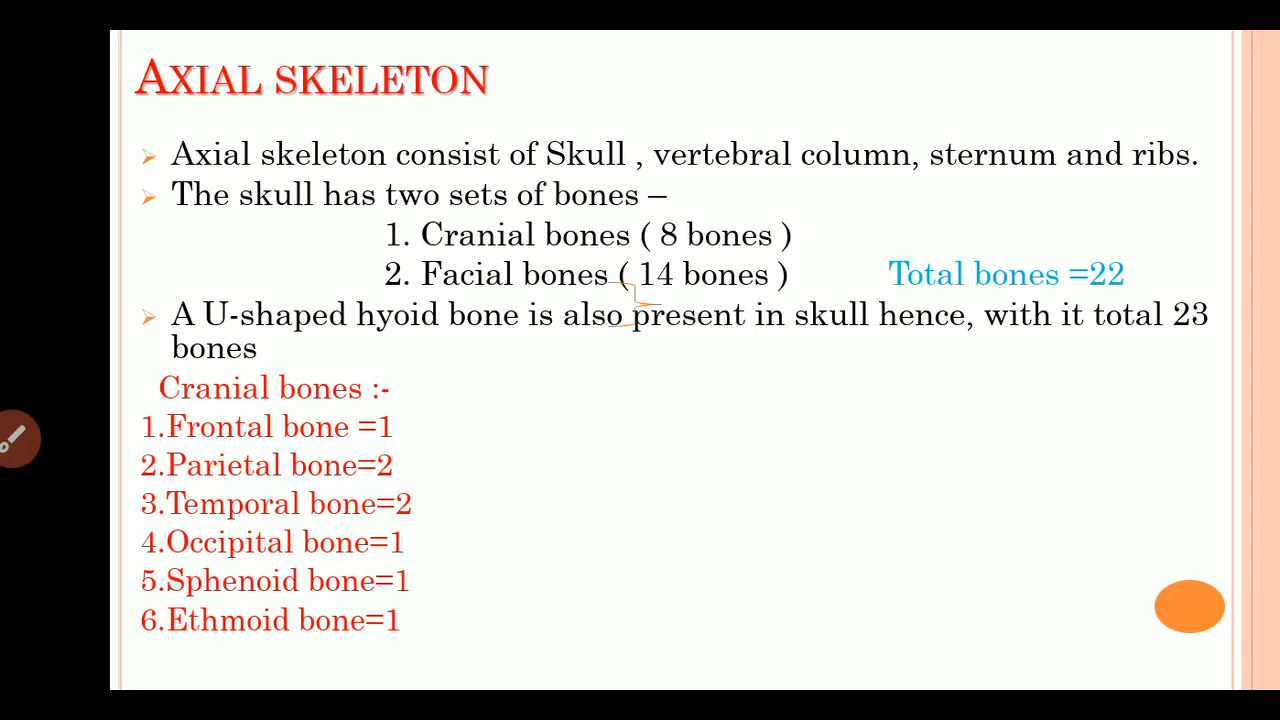 AXIAL SKELETON
Axial skeleton consist of Skull , vertebral column, sternum and ribs.
The skull has two sets of bones –
1. Cranial bones ( 8 bones )
2. Facial bones ( 14 bones ) Total bones =22
A U-shaped hyoid bone is also present in skull hence, with it total 23
bones
Cranial bones :-
1.Frontal bone =1
2.Parietal bone=2
3.Temporal bone=2
4.Occipital bone=1
5.Sphenoid bone=1
6.Ethmoid bone=1